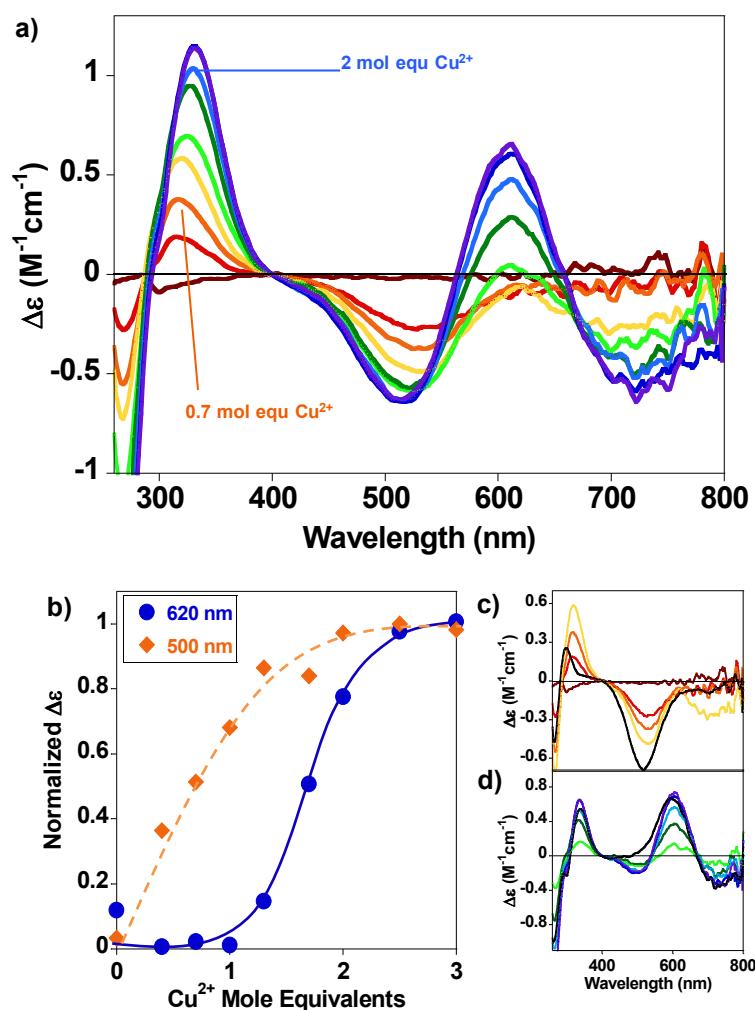 a)
Δε (M⁻¹cm⁻¹)
1
0.5
0
-0.5
-1
2 mol equ Cu²⁺
0.7 mol equ Cu²⁺
300 400 500 600 700 800
Wavelength (nm)
b)
620 nm
500 nm
Normalized Δε
1
0.8
0.6
0.4
0.2
0
0 1 2 3
Cu²⁺ Mole Equivalents
c)
Δε (M⁻¹cm⁻¹)
0.6
0.3
0
-0.3
-0.6
d)
Δε (M⁻¹cm⁻¹)
0.8
0.4
0
-0.4
-0.8
400 600 800
Wavelength (nm)